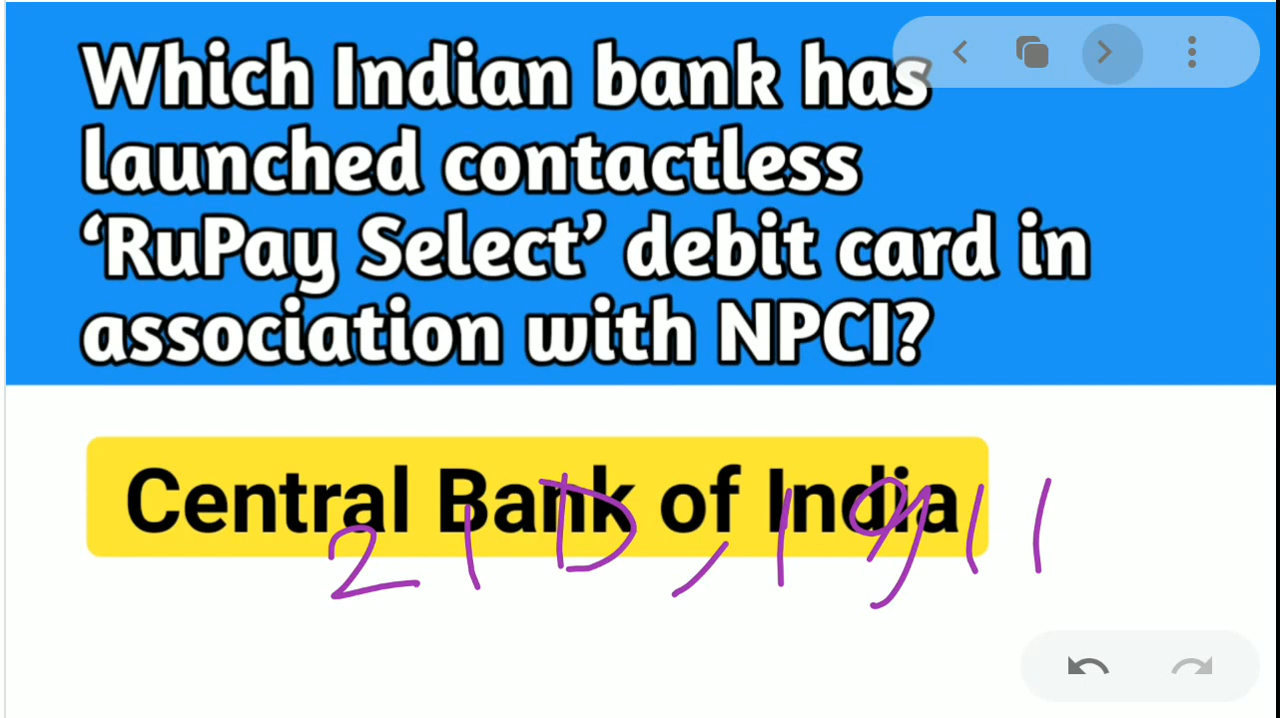 Which Indian bank has
launched contactless
‘RuPay Select’ debit card in
association with NPCI?
Central Bank of India
21 D, 1911